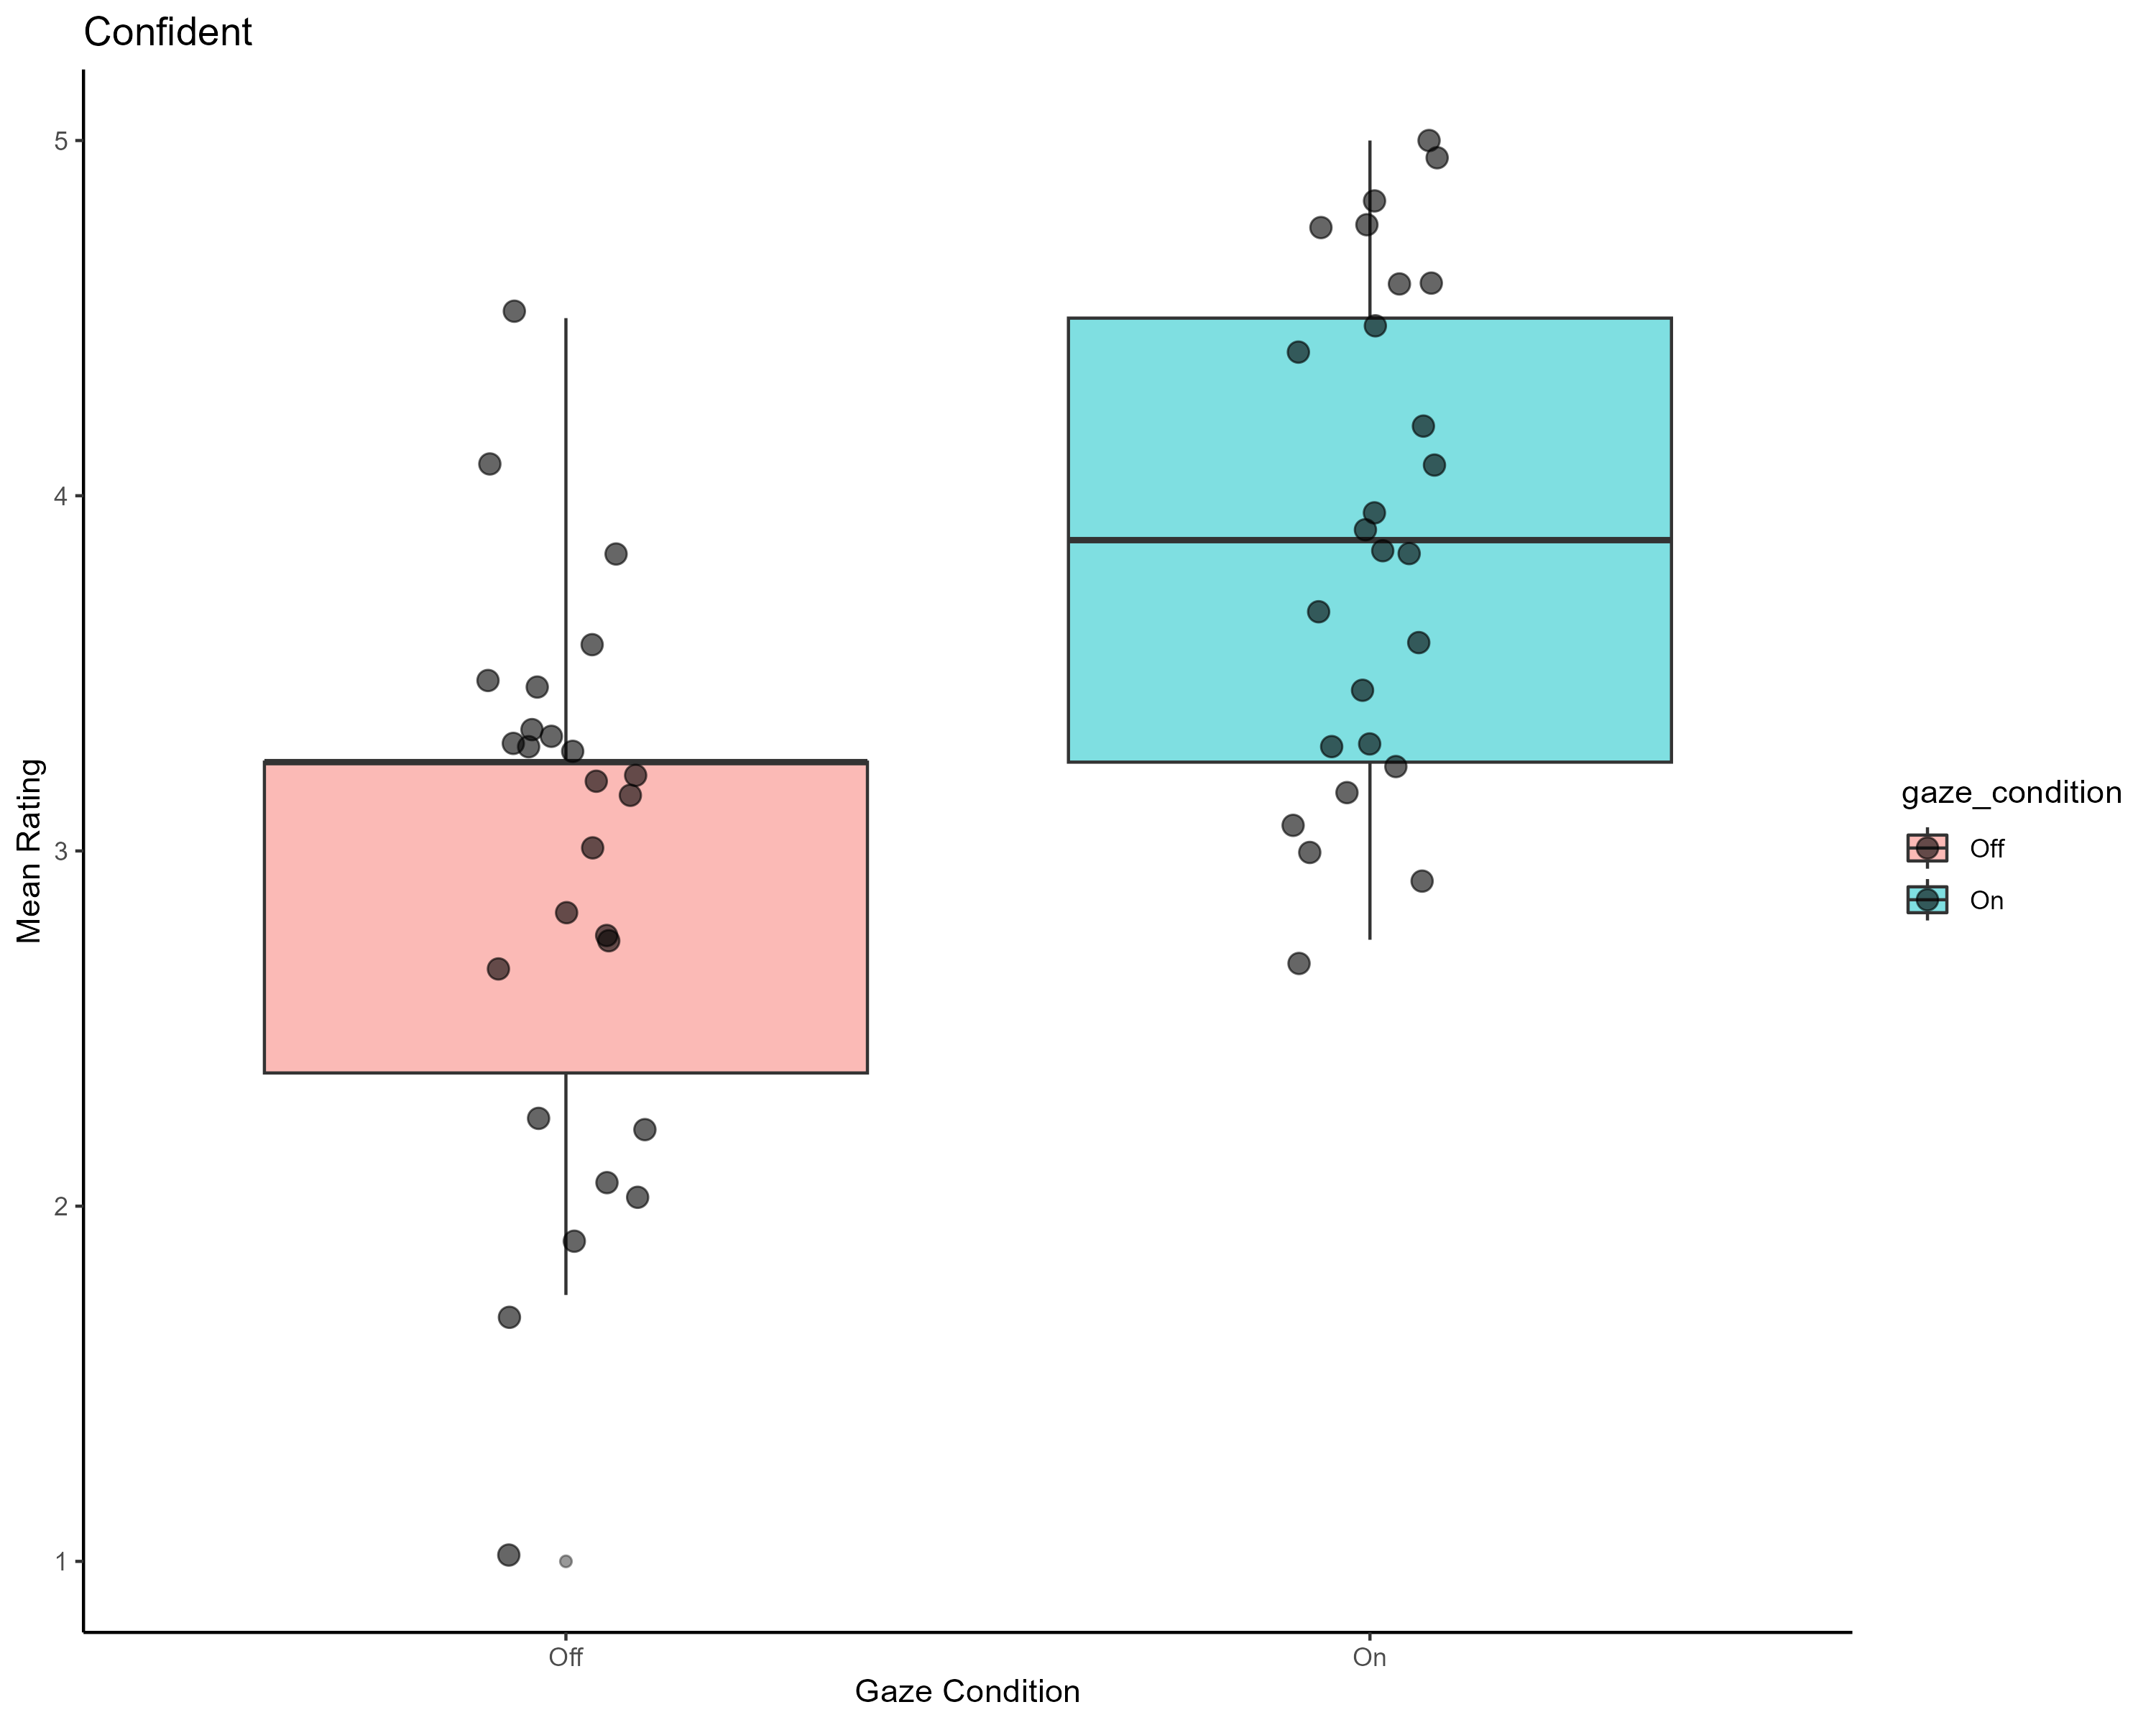 Confident
5
4
3
2
1
Mean Rating
Off
On
Gaze Condition
gaze_condition
Off
On